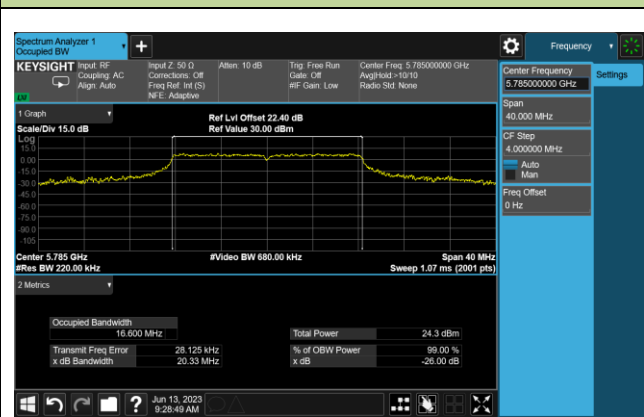 Spectrum Analyzer 1
Occupied BW
+
Frequency
KEYSIGHT
Input: RF
Coupling: AC
Align: Auto
Input Z: 50 Ω
Corrections: Off
Freq Ref: Int (S)
NFE: Adaptive
Atten: 10 dB
Trig: Free Run
Gate: Off
#IF Gain: Low
Center Freq: 5.785000000 GHz
Avg|Hold:>10/10
Radio Std: None
Center Frequency
5.785000000 GHz
Settings
Span
40.000 MHz
CF Step
4.000000 MHz
Auto
Man
Freq Offset
0 Hz
1 Graph
Scale/Div 15.0 dB
Ref Lvl Offset 22.40 dB
Ref Value 30.00 dBm
Log
15.0
0.00
-15.0
-30.0
-45.0
-60.0
-75.0
-90.0
-105
Center 5.785 GHz
#Res BW 220.00 kHz
#Video BW 680.00 kHz
Span 40 MHz
Sweep 1.07 ms (2001 pts)
2 Metrics
Occupied Bandwidth
16.600 MHz
Total Power 24.3 dBm
Transmit Freq Error 28.125 kHz
% of OBW Power 99.00 %
x dB Bandwidth 20.33 MHz
x dB -26.00 dB
?
Jun 13, 2023
9:28:49 AM